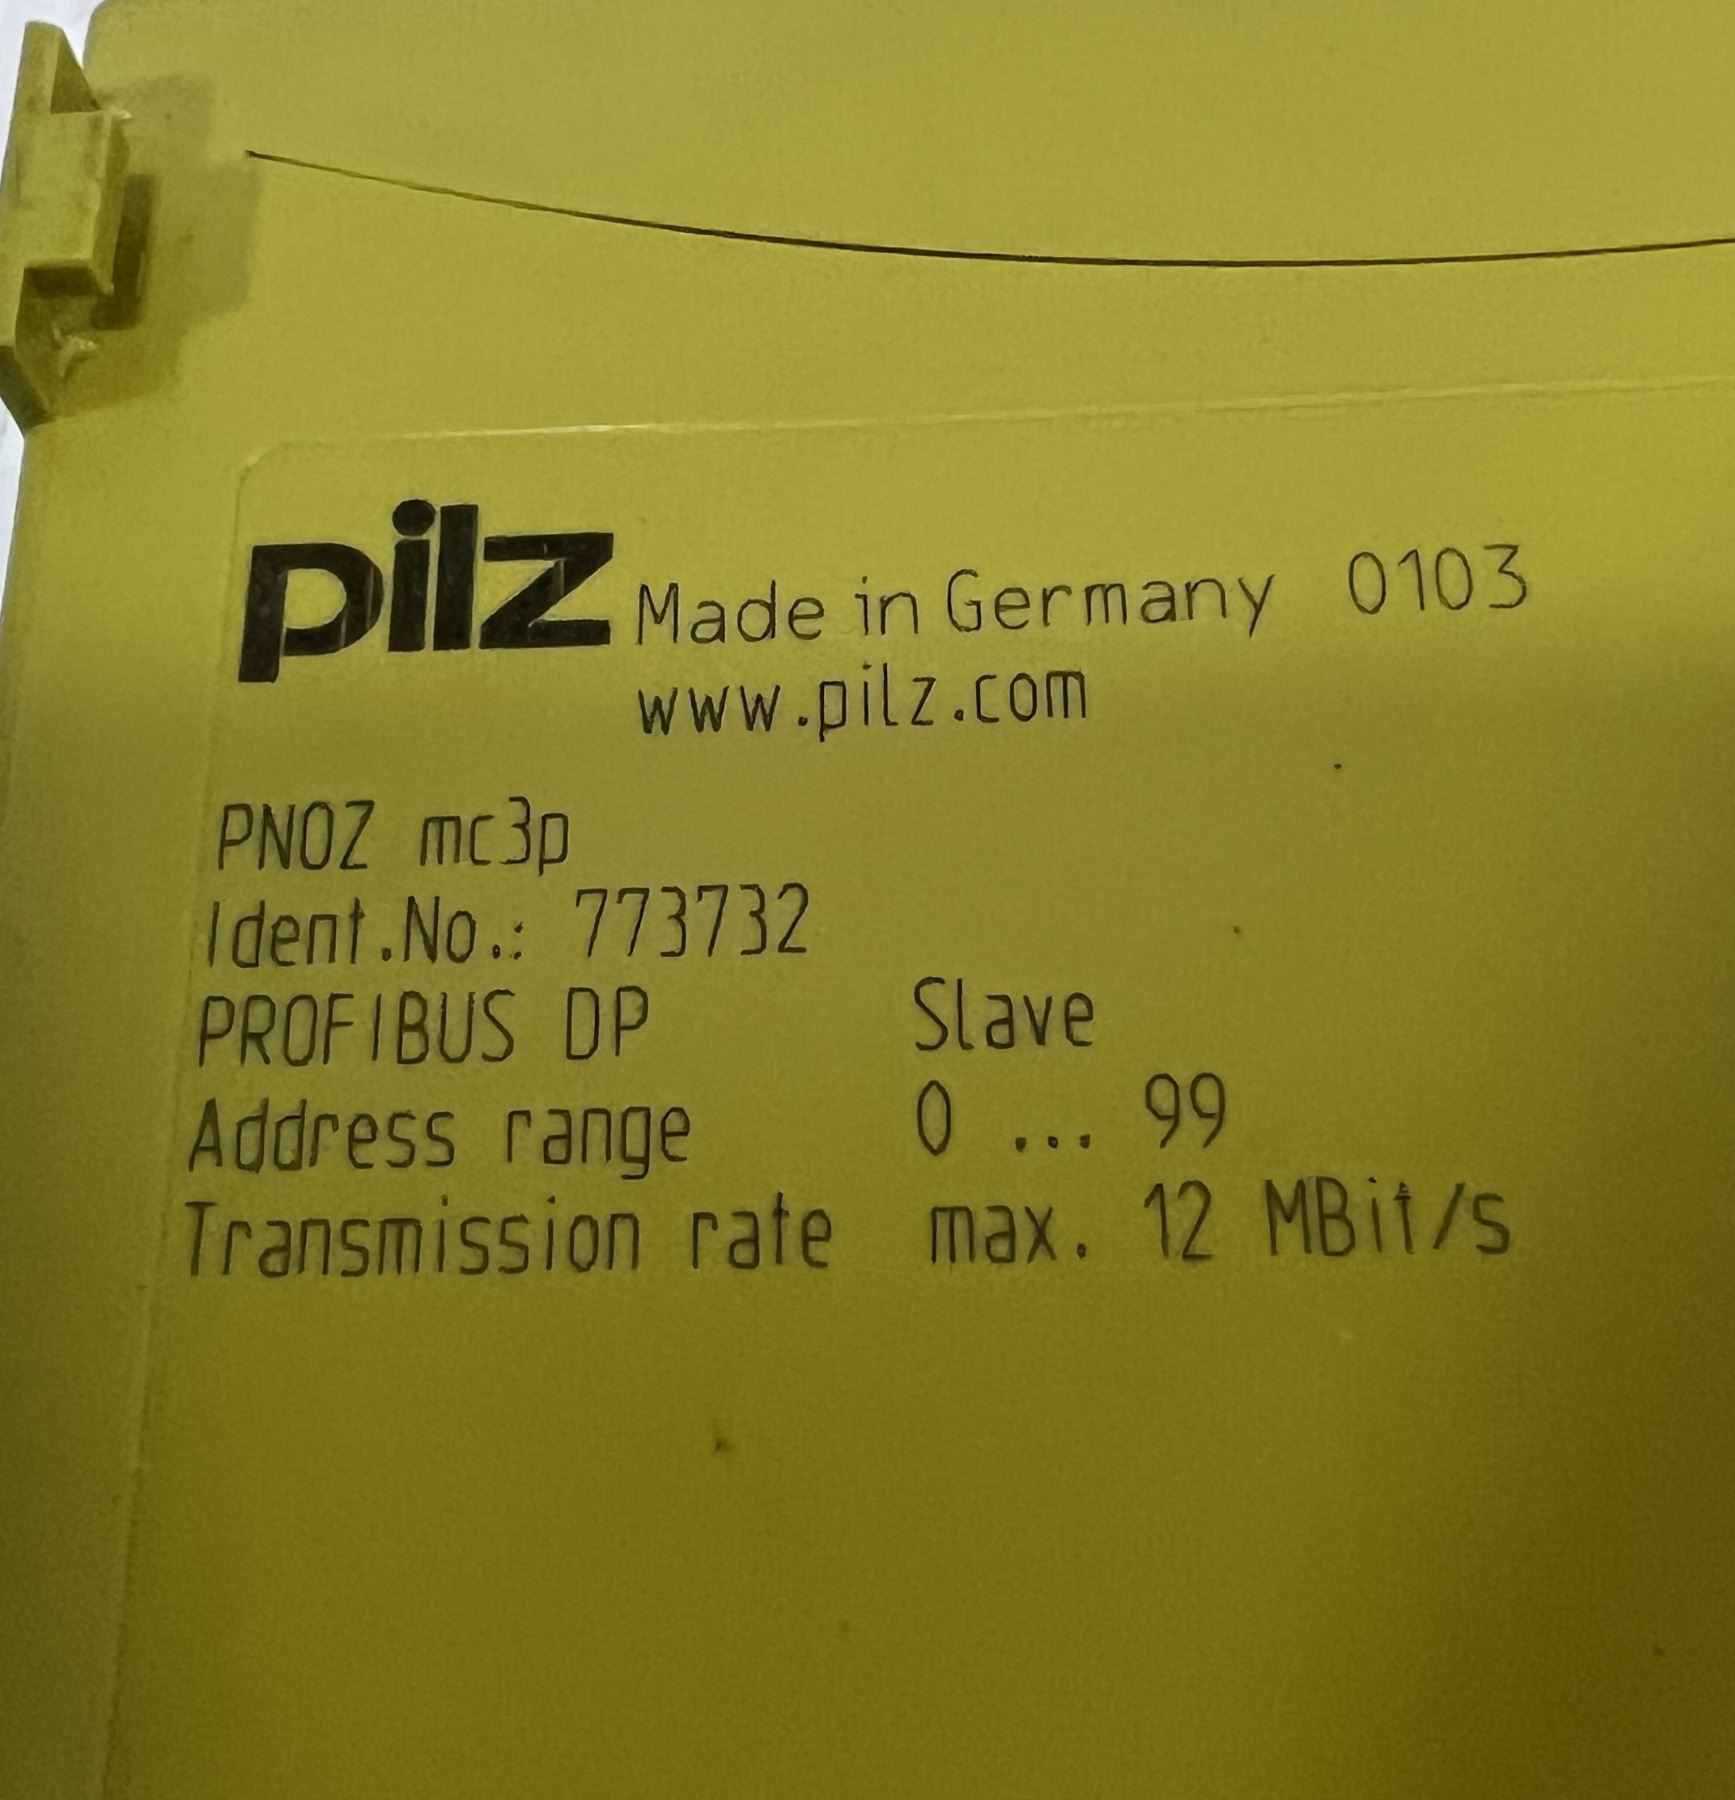 pilz Made in Germany 0103
www.pilz.com
PNOZ mc3p
Ident.No.: 773732
PROFIBUS DP Slave
Address range 0 ... 99
Transmission rate max. 12 MBit/s